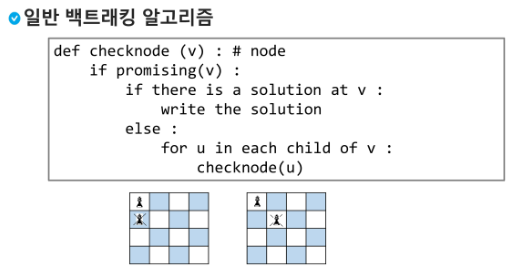 일반 백트래킹 알고리즘
def checknode (v) : # node
    if promising(v) :
        if there is a solution at v :
            write the solution
        else :
            for u in each child of v :
                checknode(u)